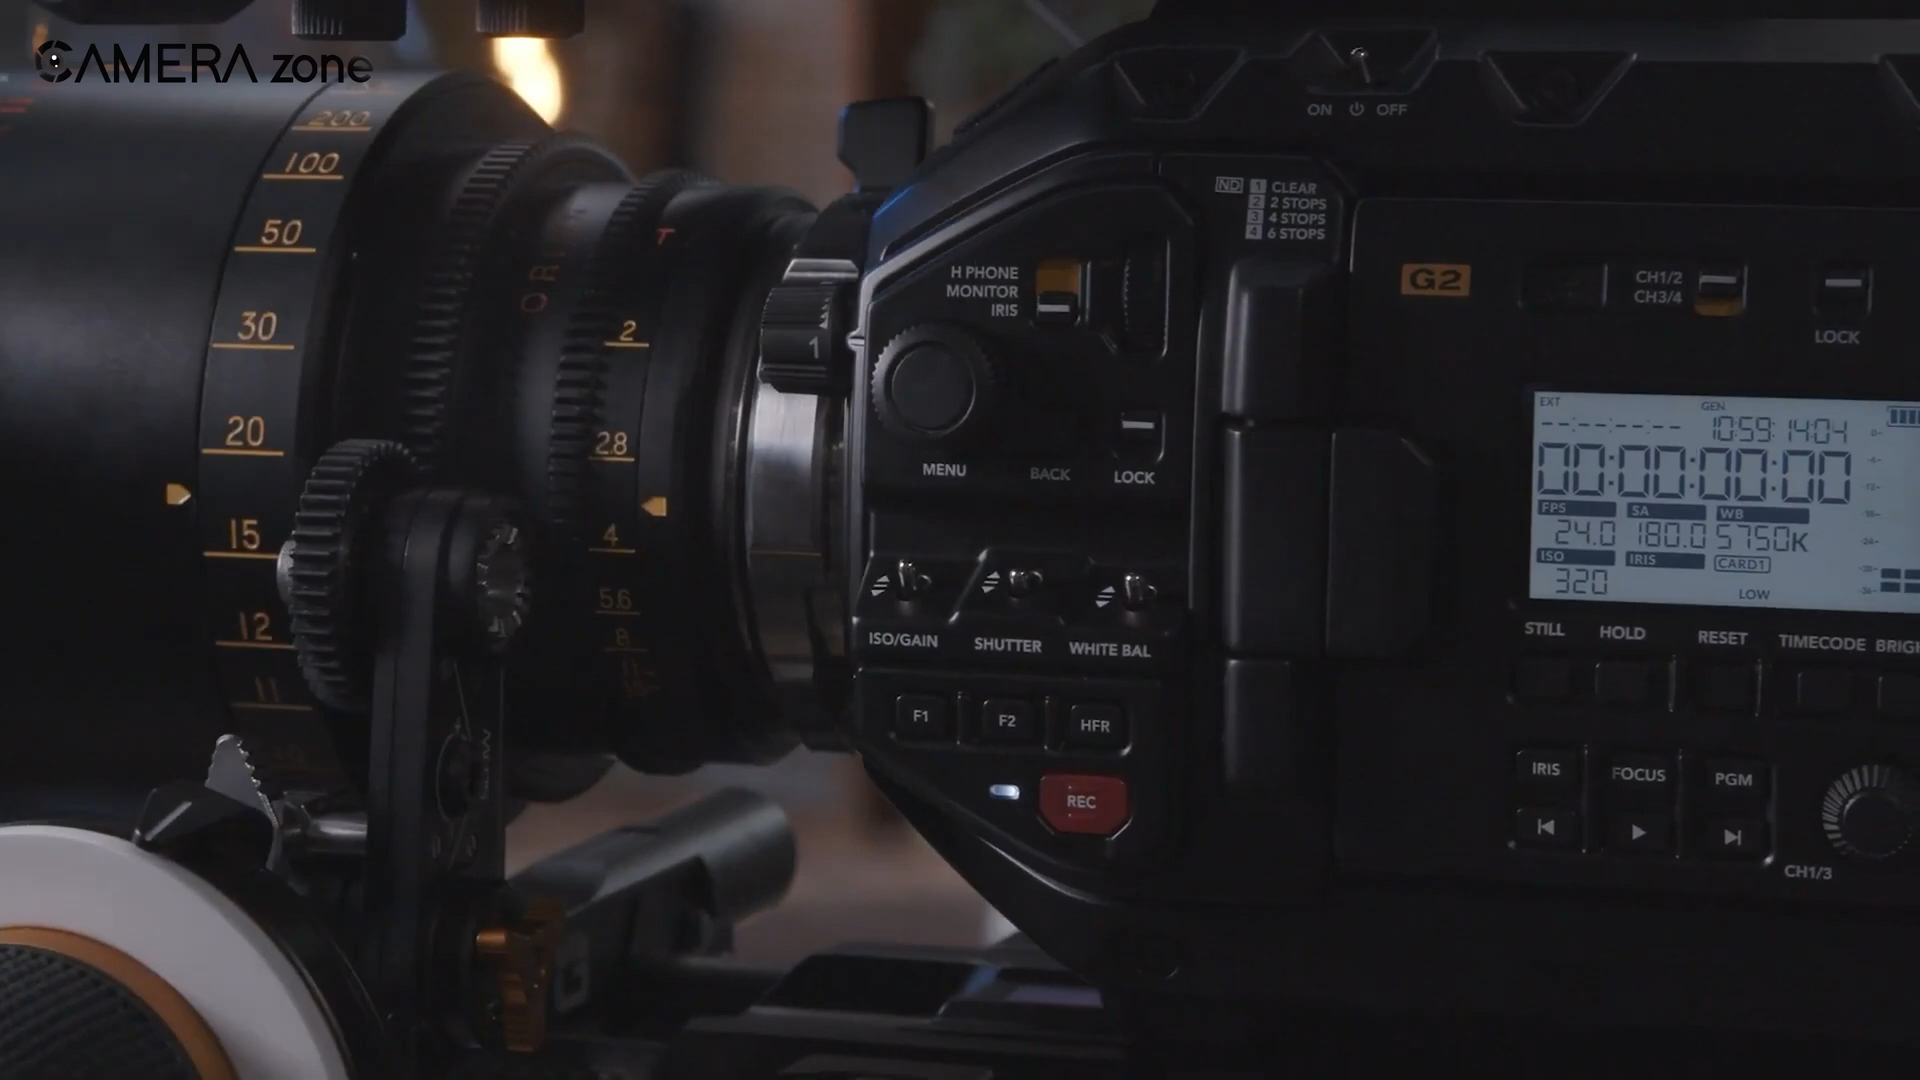 CAMERA zone
200
100
50
30
20
15
12
11
T
2
2.8
4
5.6
8
1
ON OFF
ND 1 CLEAR
2 2 STOPS
3 4 STOPS
4 6 STOPS
H PHONE
MONITOR
IRIS
MENU
BACK
LOCK
ISO/GAIN
SHUTTER
WHITE BAL
F1
F2
HFR
REC
G2
CH1/2
CH3/4
LOCK
EXT
GEN
--:--:--:--
10:59:14:04
00:00:00:00
FPS
SA
WB
24.0
180.0
5750K
ISO
IRIS
CARD1
320
LOW
STILL
HOLD
RESET
TIMECODE
IRIS
FOCUS
PGM
CH1/3